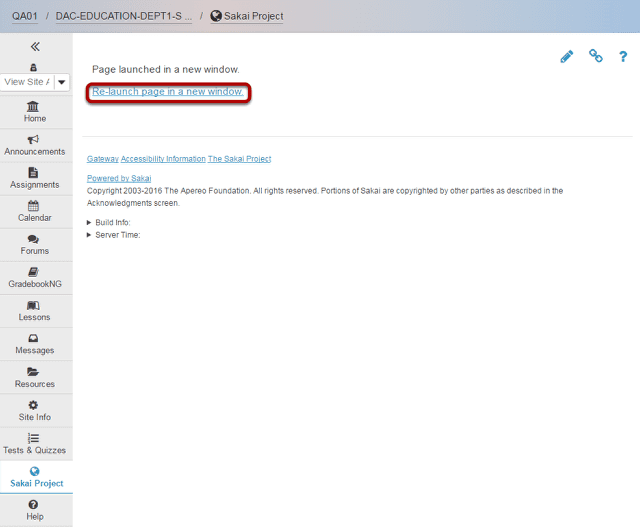 QA01 / DAC-EDUCATION-DEPT1-S ... / Sakai Project
View Site A
Home
Announcements
Assignments
Calendar
Forums
GradebookNG
Lessons
Messages
Resources
Site Info
Tests & Quizzes
Sakai Project
Help
Page launched in a new window.
Re-launch page in a new window.
?
Gateway Accessibility Information The Sakai Project
Powered by Sakai
Copyright 2003-2016 The Apereo Foundation. All rights reserved. Portions of Sakai are copyrighted by other parties as described in the
Acknowledgments screen.
Build Info:
Server Time: